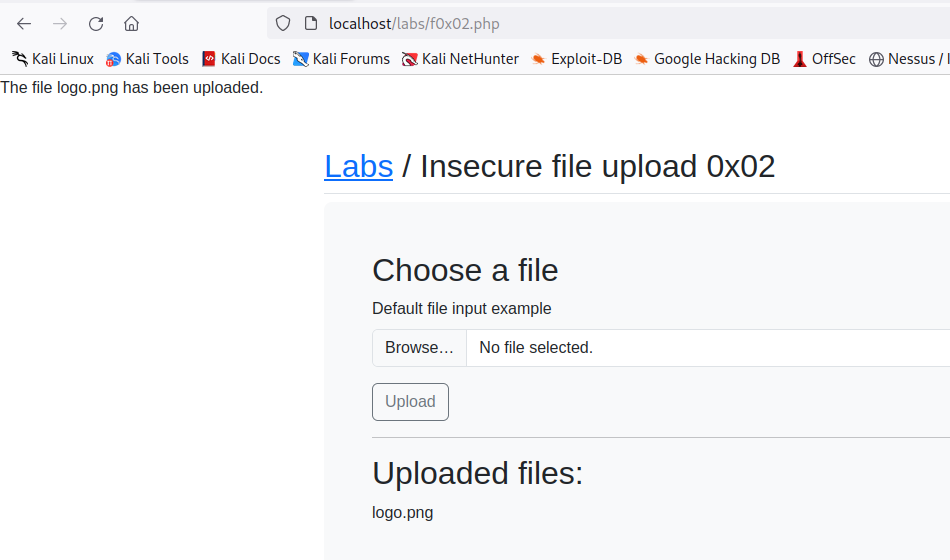 localhost/labs/f0x02.php
Kali Linux Kali Tools Kali Docs Kali Forums Kali NetHunter Exploit-DB Google Hacking DB OffSec Nessus /
The file logo.png has been uploaded.
Labs / Insecure file upload 0x02
Choose a file
Default file input example
Browse… No file selected.
Upload
Uploaded files:
logo.png